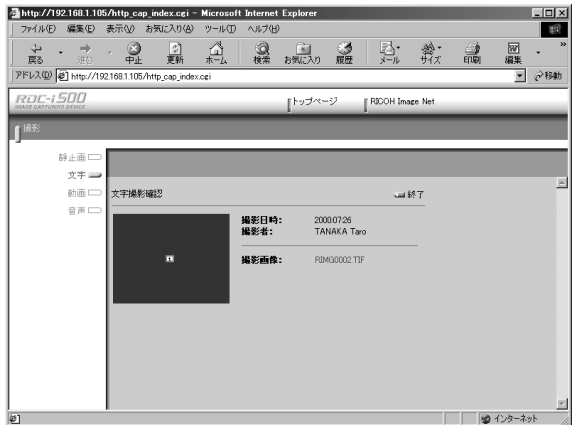 http://192.168.1.105/http_cap_index.cgi - Microsoft Internet Explorer
ファイル(F) 編集(E) 表示(V) お気に入り(A) ツール(T) ヘルプ(H)
戻る 進む 中止 更新 ホーム 検索 お気に入り 履歴 メール サイズ 印刷 編集 »
アドレス(D) http://192.168.1.105/http_cap_index.cgi 移動
RDC-i500
IMAGE CAPTURING DEVICE
トップページ RICOH Image Net
撮影
静止画
文字
動画
音声
文字撮影確認 終了
撮影日時: 2000.07.26
撮影者: TANAKA Taro
撮影画像: RIMG0002.TIF
インターネット